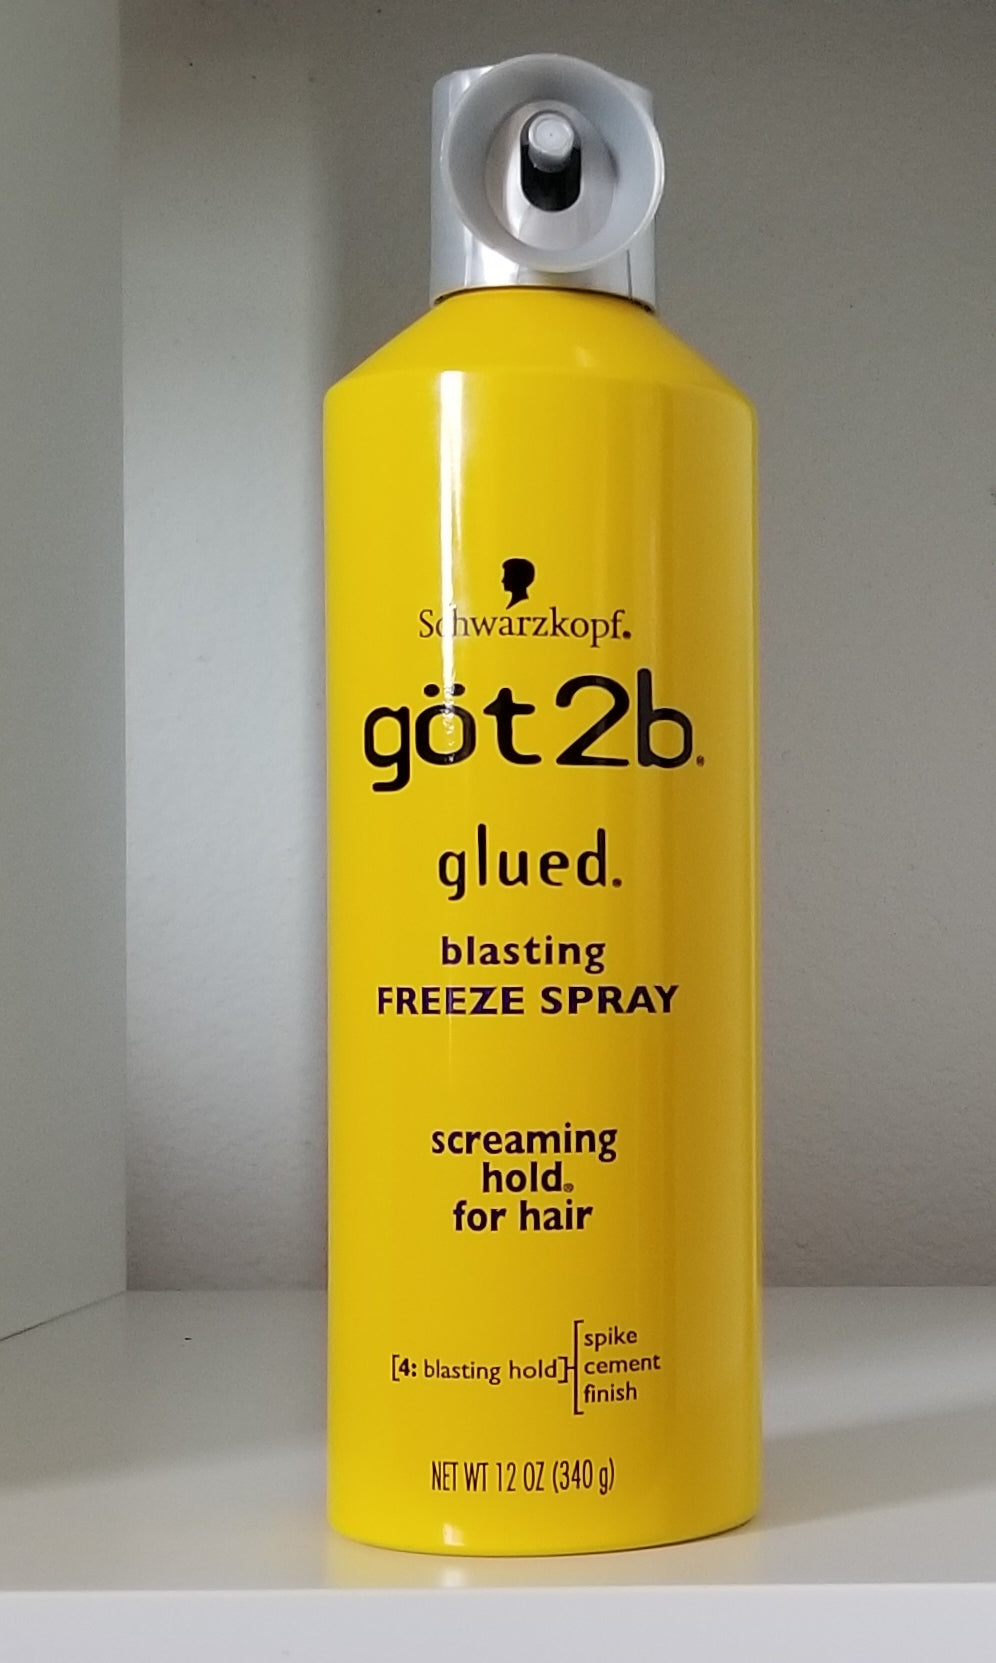 Schwarzkopf®
göt2b®
glued®
blasting
FREEZE SPRAY
screaming
hold®
for hair
[4: blasting hold]
spike
cement
finish
NET WT 12 OZ (340 g)